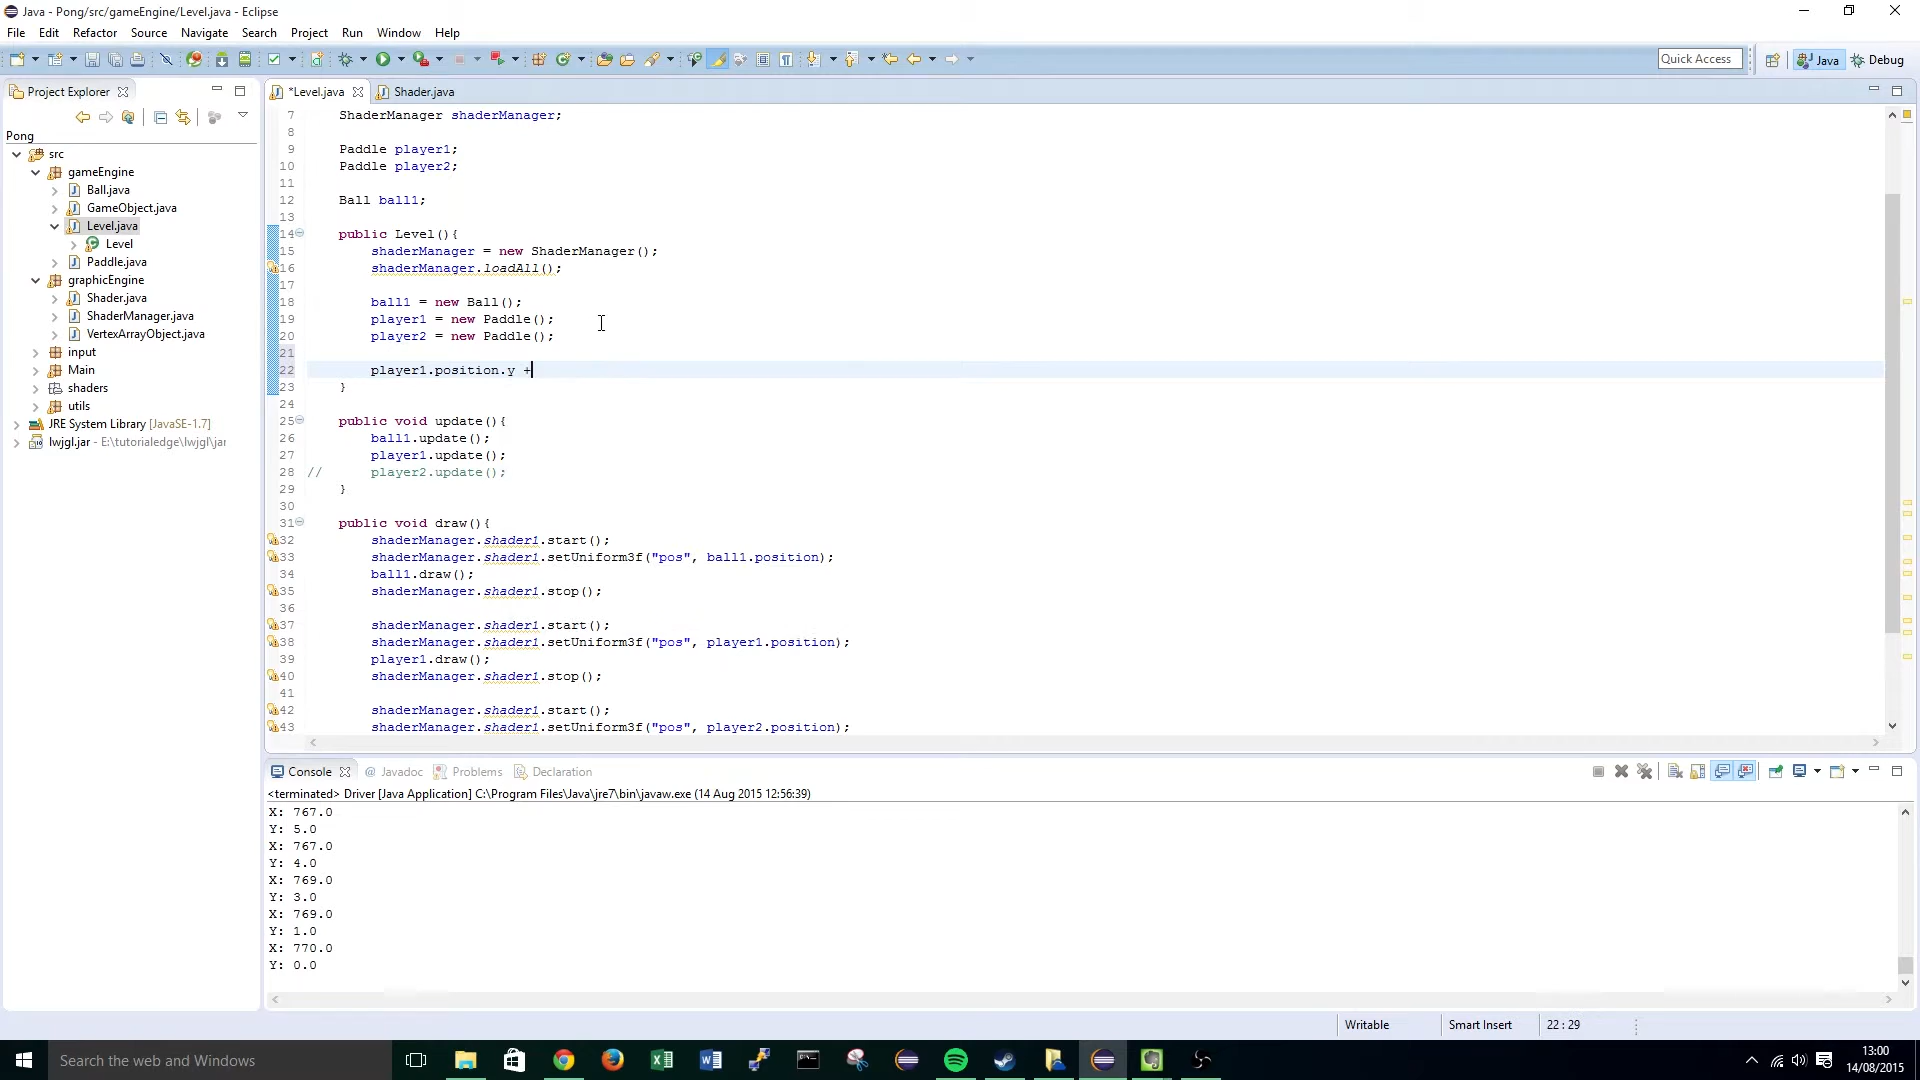 Java - Pong/src/gameEngine/Level.java - Eclipse
File Edit Refactor Source Navigate Search Project Run Window Help
Quick Access
Java
Debug
Project Explorer
*Level.java
Shader.java
Pong
src
gameEngine
Ball.java
GameObject.java
Level.java
Level
Paddle.java
graphicEngine
Shader.java
ShaderManager.java
VertexArrayObject.java
input
Main
shaders
utils
JRE System Library [JavaSE-1.7]
lwjgl.jar - E:\tutorialedge\lwjgl\jar
7 ShaderManager shaderManager;
8
9 Paddle player1;
10 Paddle player2;
11
12 Ball ball1;
13
14 public Level(){
15 shaderManager = new ShaderManager();
16 shaderManager.loadAll();
17
18 ball1 = new Ball();
19 player1 = new Paddle();
20 player2 = new Paddle();
21
22 player1.position.y +
23 }
24
25 public void update(){
26 ball1.update();
27 player1.update();
28 // player2.update();
29 }
30
31 public void draw(){
32 shaderManager.shader1.start();
33 shaderManager.shader1.setUniform3f("pos", ball1.position);
34 ball1.draw();
35 shaderManager.shader1.stop();
36
37 shaderManager.shader1.start();
38 shaderManager.shader1.setUniform3f("pos", player1.position);
39 player1.draw();
40 shaderManager.shader1.stop();
41
42 shaderManager.shader1.start();
43 shaderManager.shader1.setUniform3f("pos", player2.position);
Console
@ Javadoc
Problems
Declaration
<terminated> Driver [Java Application] C:\Program Files\Java\jre7\bin\javaw.exe (14 Aug 2015 12:56:39)
X: 767.0
Y: 5.0
X: 767.0
Y: 4.0
X: 769.0
Y: 3.0
X: 769.0
Y: 1.0
X: 770.0
Y: 0.0
Writable
Smart Insert
22 : 29
Search the web and Windows
13:00
14/08/2015